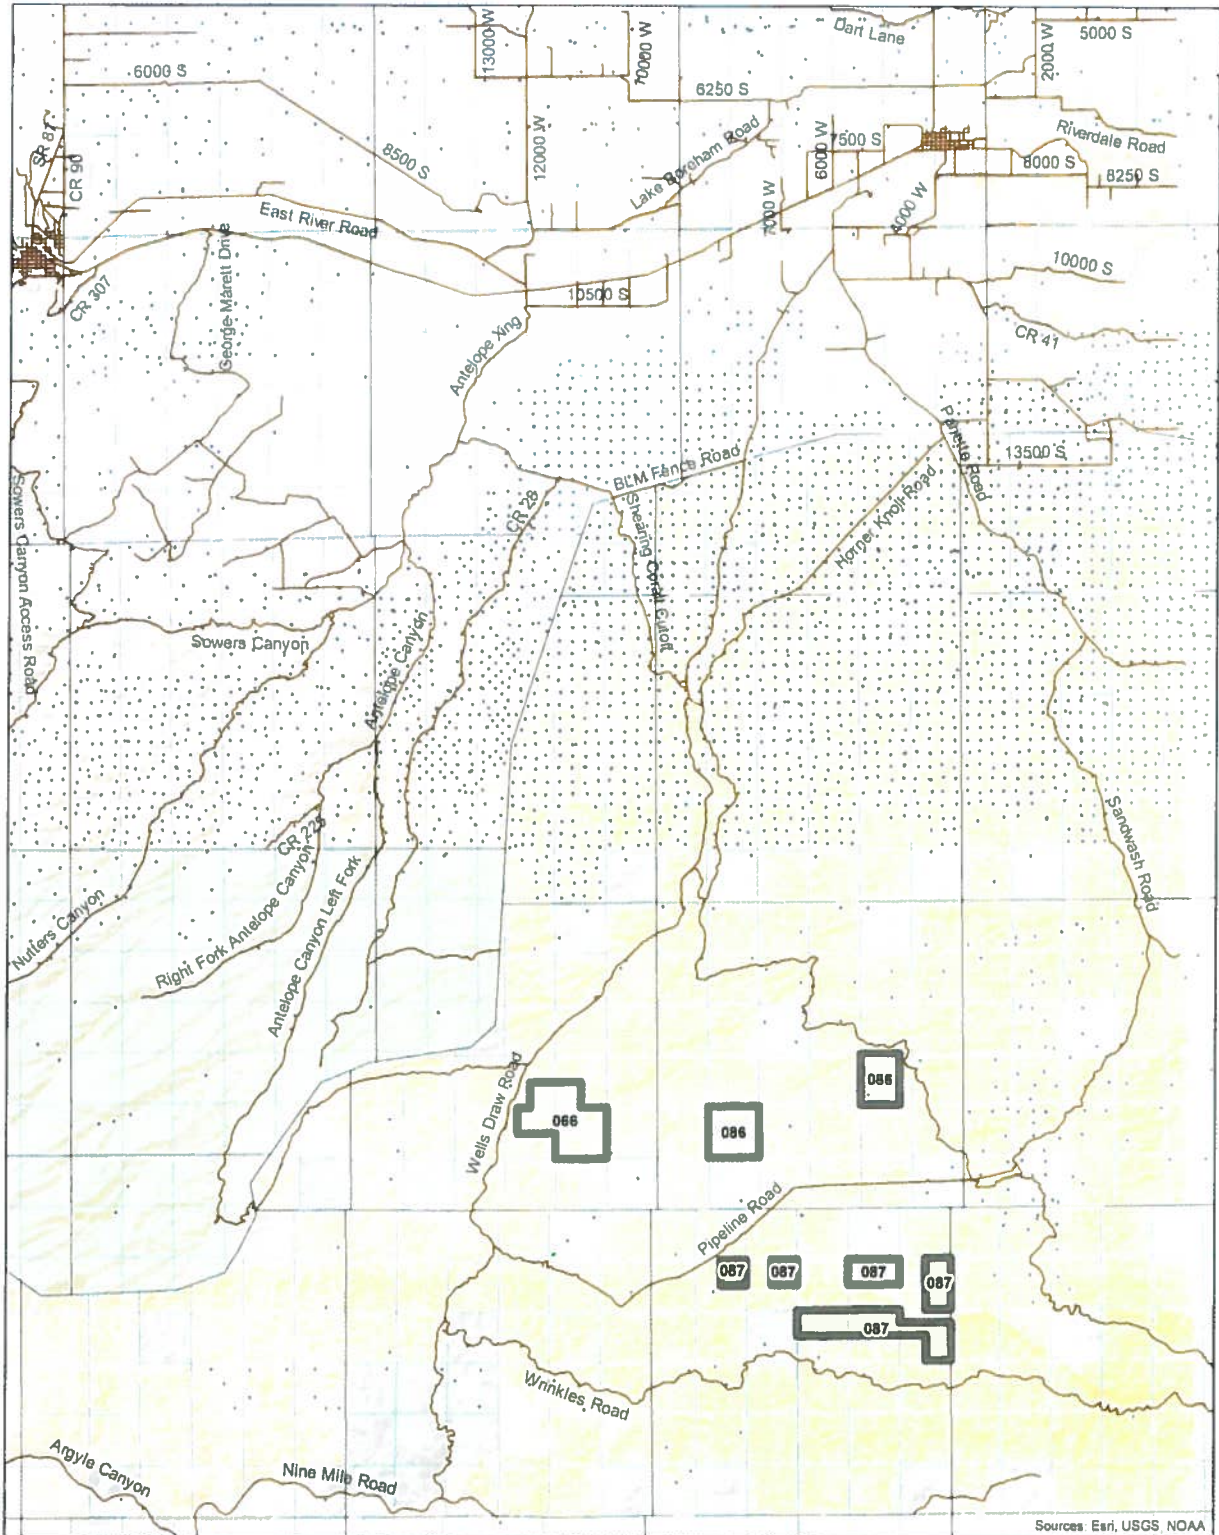 13000 W
10000 W
Dart Lane
2000 W
5000 S
6000 S
6250 S
SR 87
CR 90
8500 S
12000 W
Lake Boreham Road
6000 W
7500 S
Riverdale Road
8000 S
8250 S
East River Road
7000 W
4000 W
George Marett Drive
CR 307
10500 S
10000 S
CR 41
Antelope Xing
BLM Fence Road
Pariette Road
13500 S
Sowers Canyon Access Road
CR 28
Shearing Corall Cutoff
Horner Knoll Road
Sowers Canyon
Antelope Canyon
CR 225
Sandwash Road
Nutters Canyon
Right Fork Antelope Canyon
Antelope Canyon Left Fork
Wells Draw Road
066
086
Pipeline Road
087
087
087
087
087
Wrinkles Road
Argyle Canyon
Nine Mile Road
Sources: Esri, USGS, NOAA